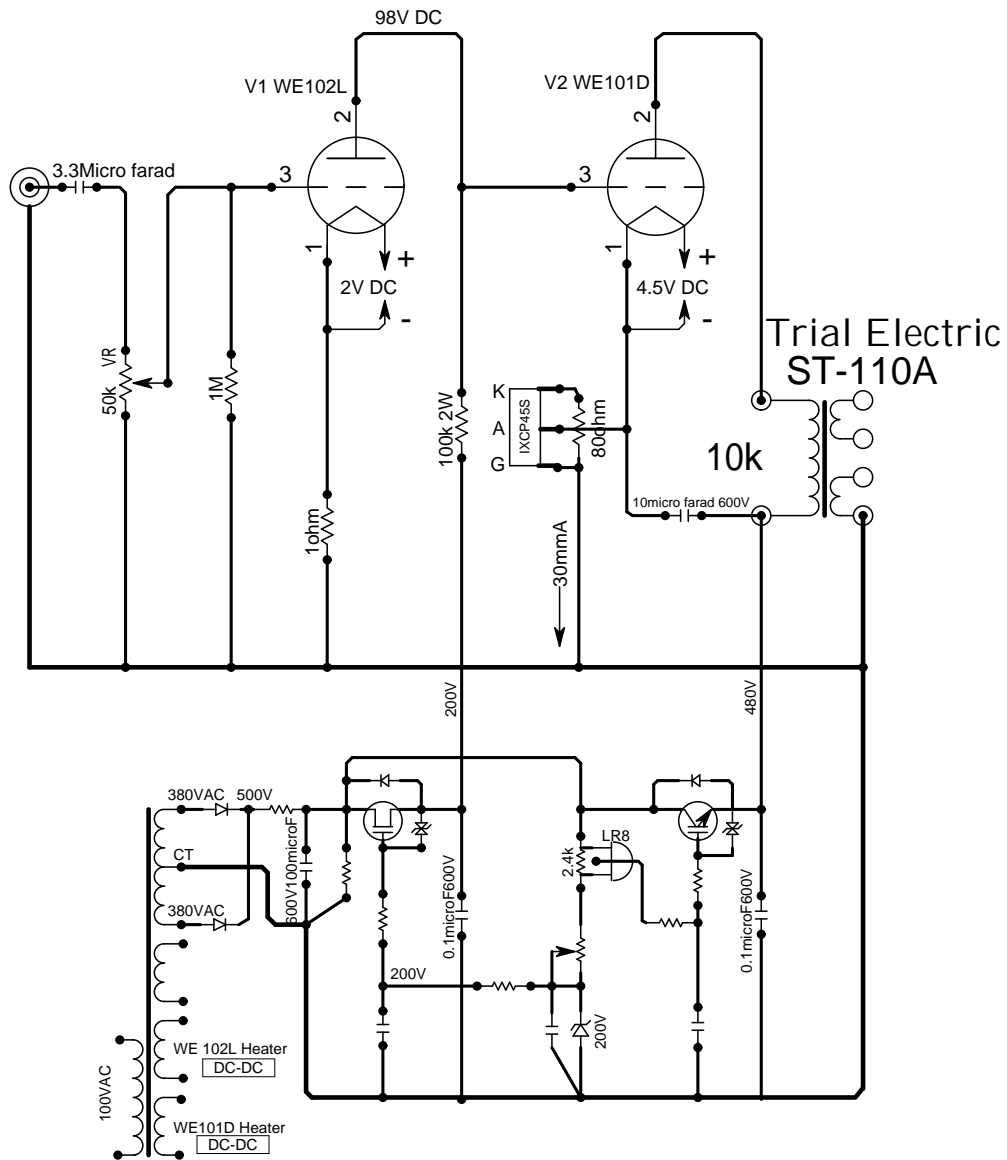 98V DC
V1 WE102L
V2 WE101D
2
2
3.3Micro farad
3
3
1
1
+
2V DC
-
+
4.5V DC
-
Trial Electric
ST-110A
VR
50k
1M
100k 2W
K
A
G
IXCP45S
80ohm
10k
10micro farad 600V
1ohm
30mmA
200V
480V
380VAC
500V
CT
380VAC
600V100microF
0.1microF600V
2.4k
LR8
0.1microF600V
200V
200V
WE 102L Heater
DC-DC
100VAC
WE101D Heater
DC-DC